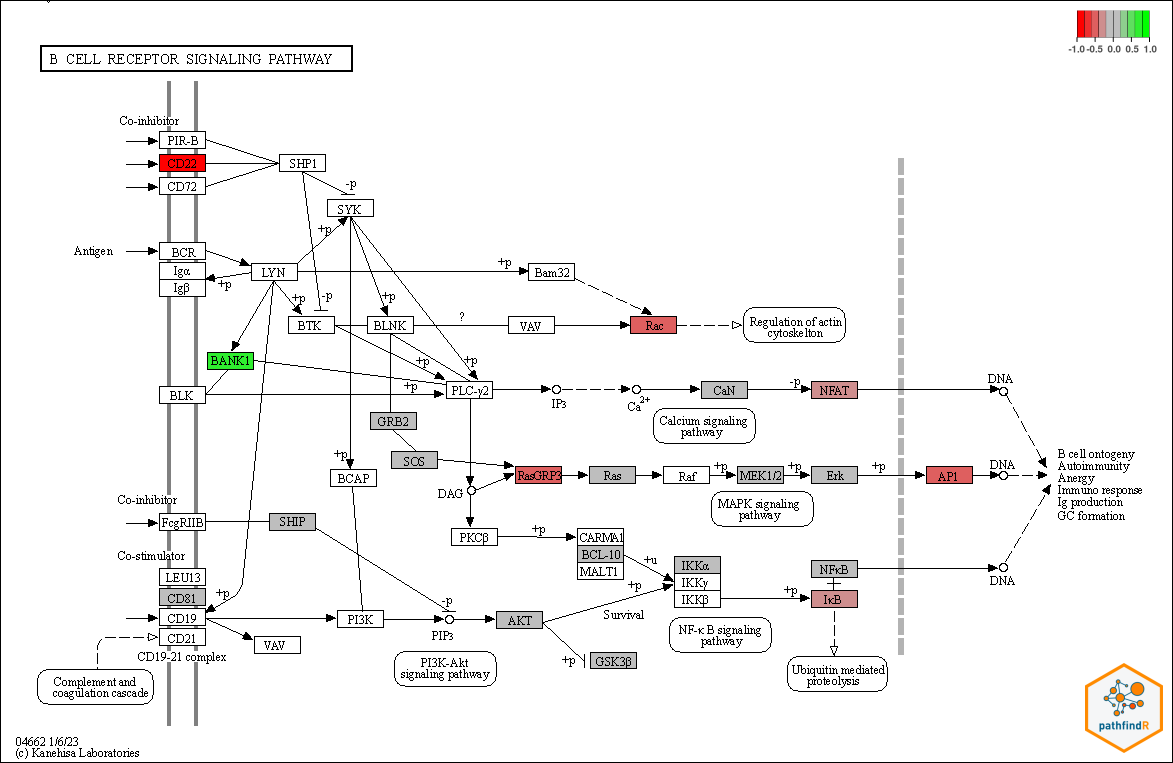 B CELL RECEPTOR SIGNALING PATHWAY
-1.0 -0.5 0.0 0.5 1.0
Co-inhibitor
PIR-B
CD22
SHP1
CD72
-p
SYK
+p
Antigen
BCR
Igα
Igβ
+p
LYN
+p
Bam32
+p
-p
+p
BTK
BLNK
?
VAV
Rac
Regulation of actin
cytoskelton
BANK1
+p
+p
BLK
+p
PLC-γ2
IP3
Ca2+
CaN
-p
NFAT
DNA
GRB2
Calcium signaling
pathway
SOS
+p
BCAP
DAG
RasGRP3
Ras
Raf
+p
MEK1/2
+p
Erk
+p
AP1
DNA
MAPK signaling
pathway
B cell ontogeny
Autoimmunity
Anergy
Immuno response
Ig production
GC formation
Co-inhibitor
FcgRIIB
SHIP
PKCβ
+p
CARMA1
BCL-10
MALT1
+u
+p
IKKα
IKKγ
IKKβ
+p
NFκB
IκB
DNA
Co-stimulator
LEU13
CD81
+p
CD19
CD21
CD19-21 complex
VAV
PI3K
-p
PIP3
AKT
Survival
+p
GSK3β
NF-κ B signaling
pathway
PI3K-Akt
signaling pathway
Ubiquitin mediated
proteolysis
Complement and
coagulation cascade
pathfindR
04662 1/6/23
(c) Kanehisa Laboratories